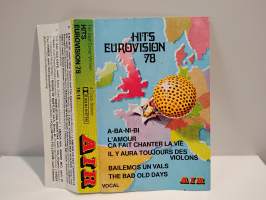 HITS
EUROVISION
78
A-BA-NI-BI
L'AMOUR
ÇA FAIT CHANTER LA VIE
IL Y AURA TOUJOURS DES
VIOLONS
BAILEMOS UN VALS
THE BAD OLD DAYS
VOCAL
AIR
HITS
EUROVISION 78
AIR